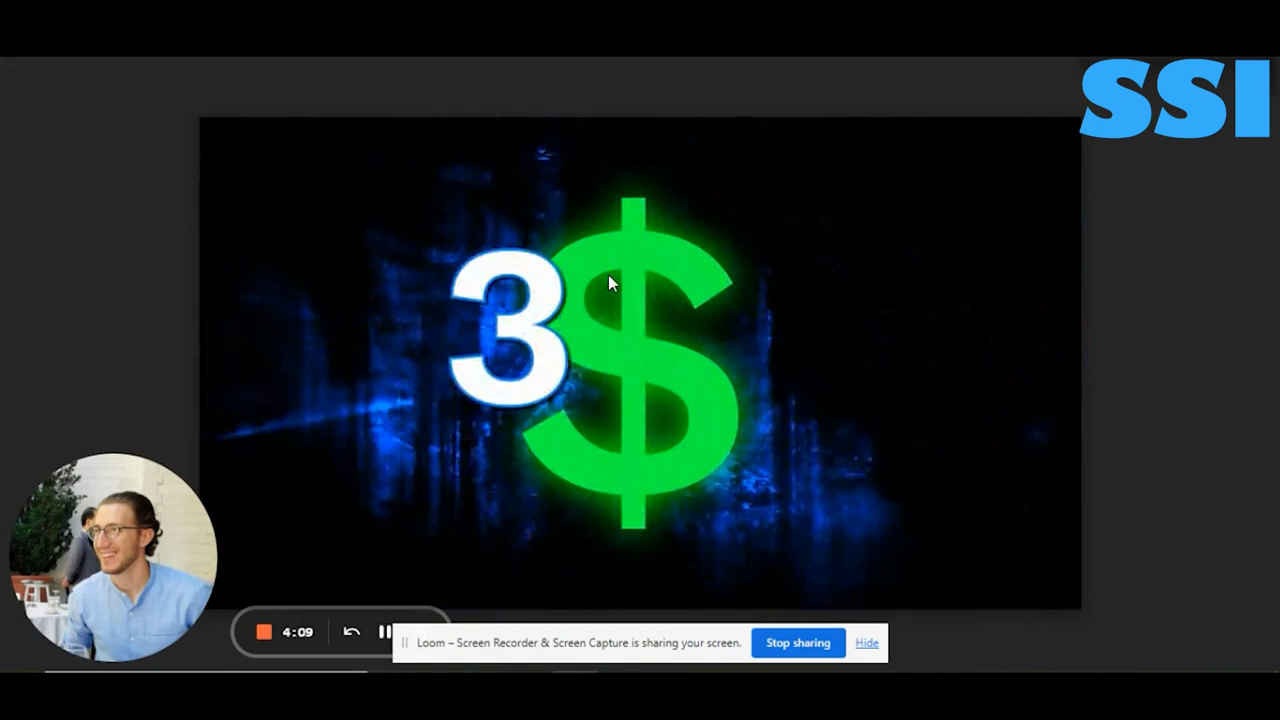 SSI
3$
4:09
Loom – Screen Recorder & Screen Capture is sharing your screen.
Stop sharing
Hide